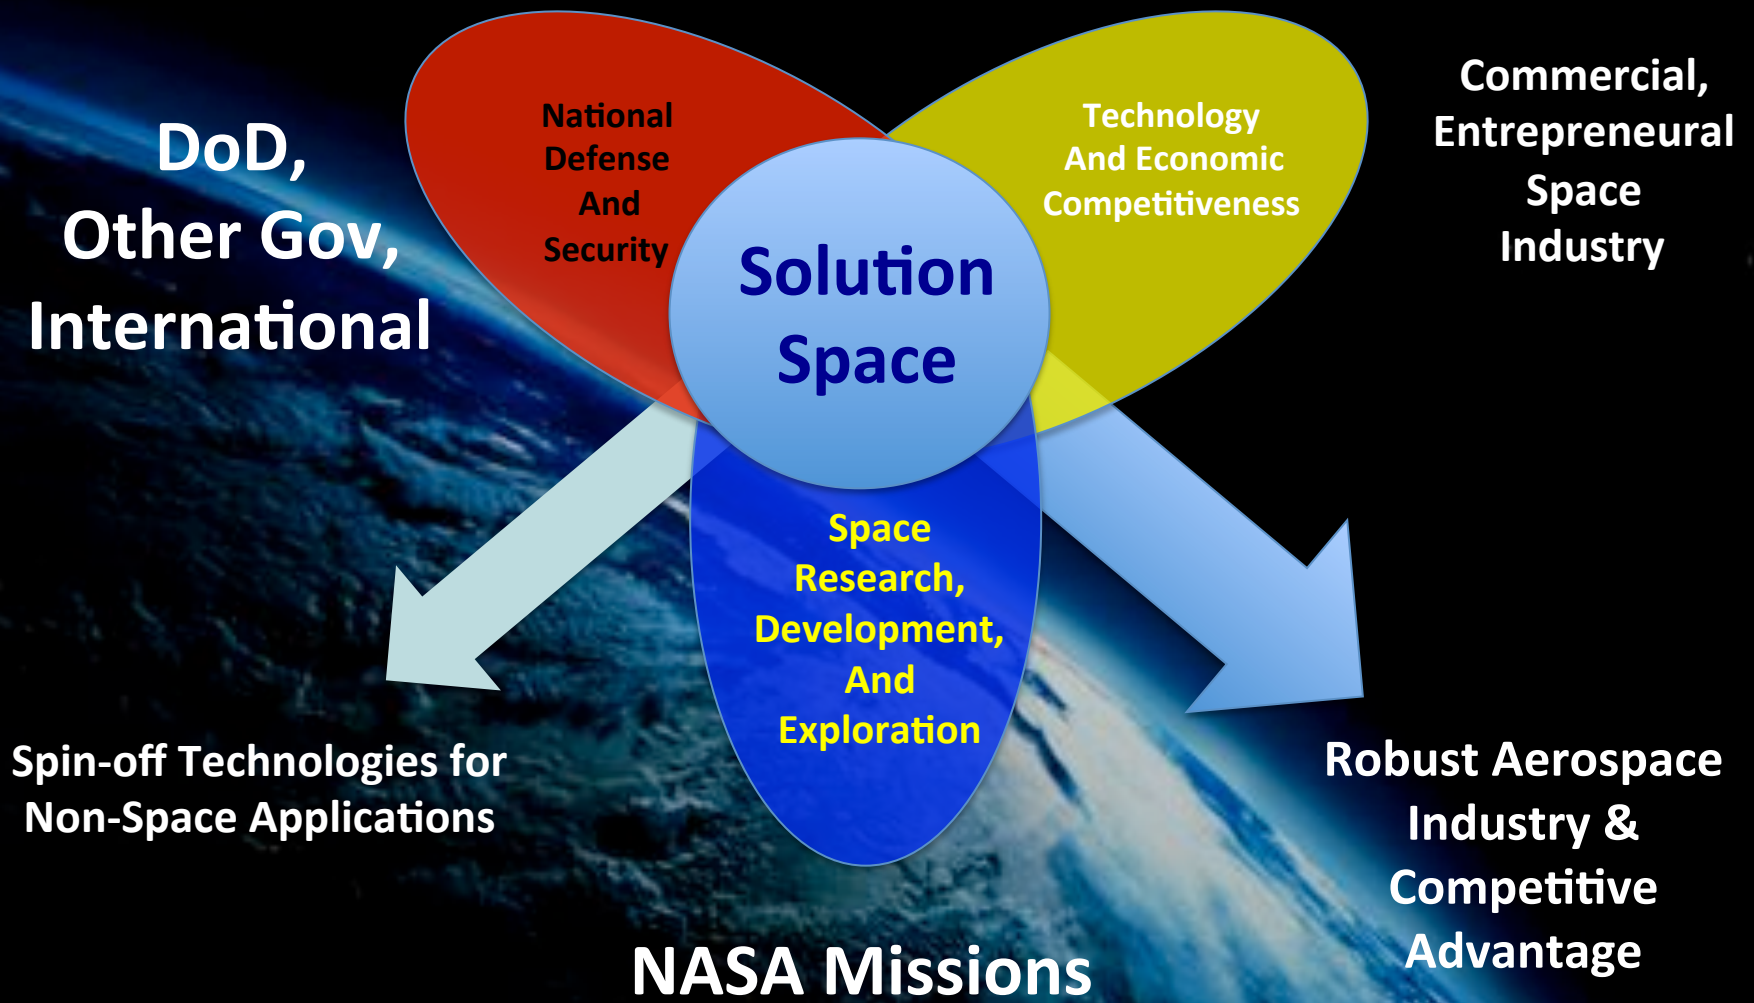 DoD,
Other Gov,
International
National
Defense
And
Security
Technology
And Economic
Competitiveness
Commercial,
Entrepreneural
Space
Industry
Solution
Space
Space
Research,
Development,
And
Exploration
Spin-off Technologies for
Non-Space Applications
Robust Aerospace
Industry &
Competitive
Advantage
NASA Missions